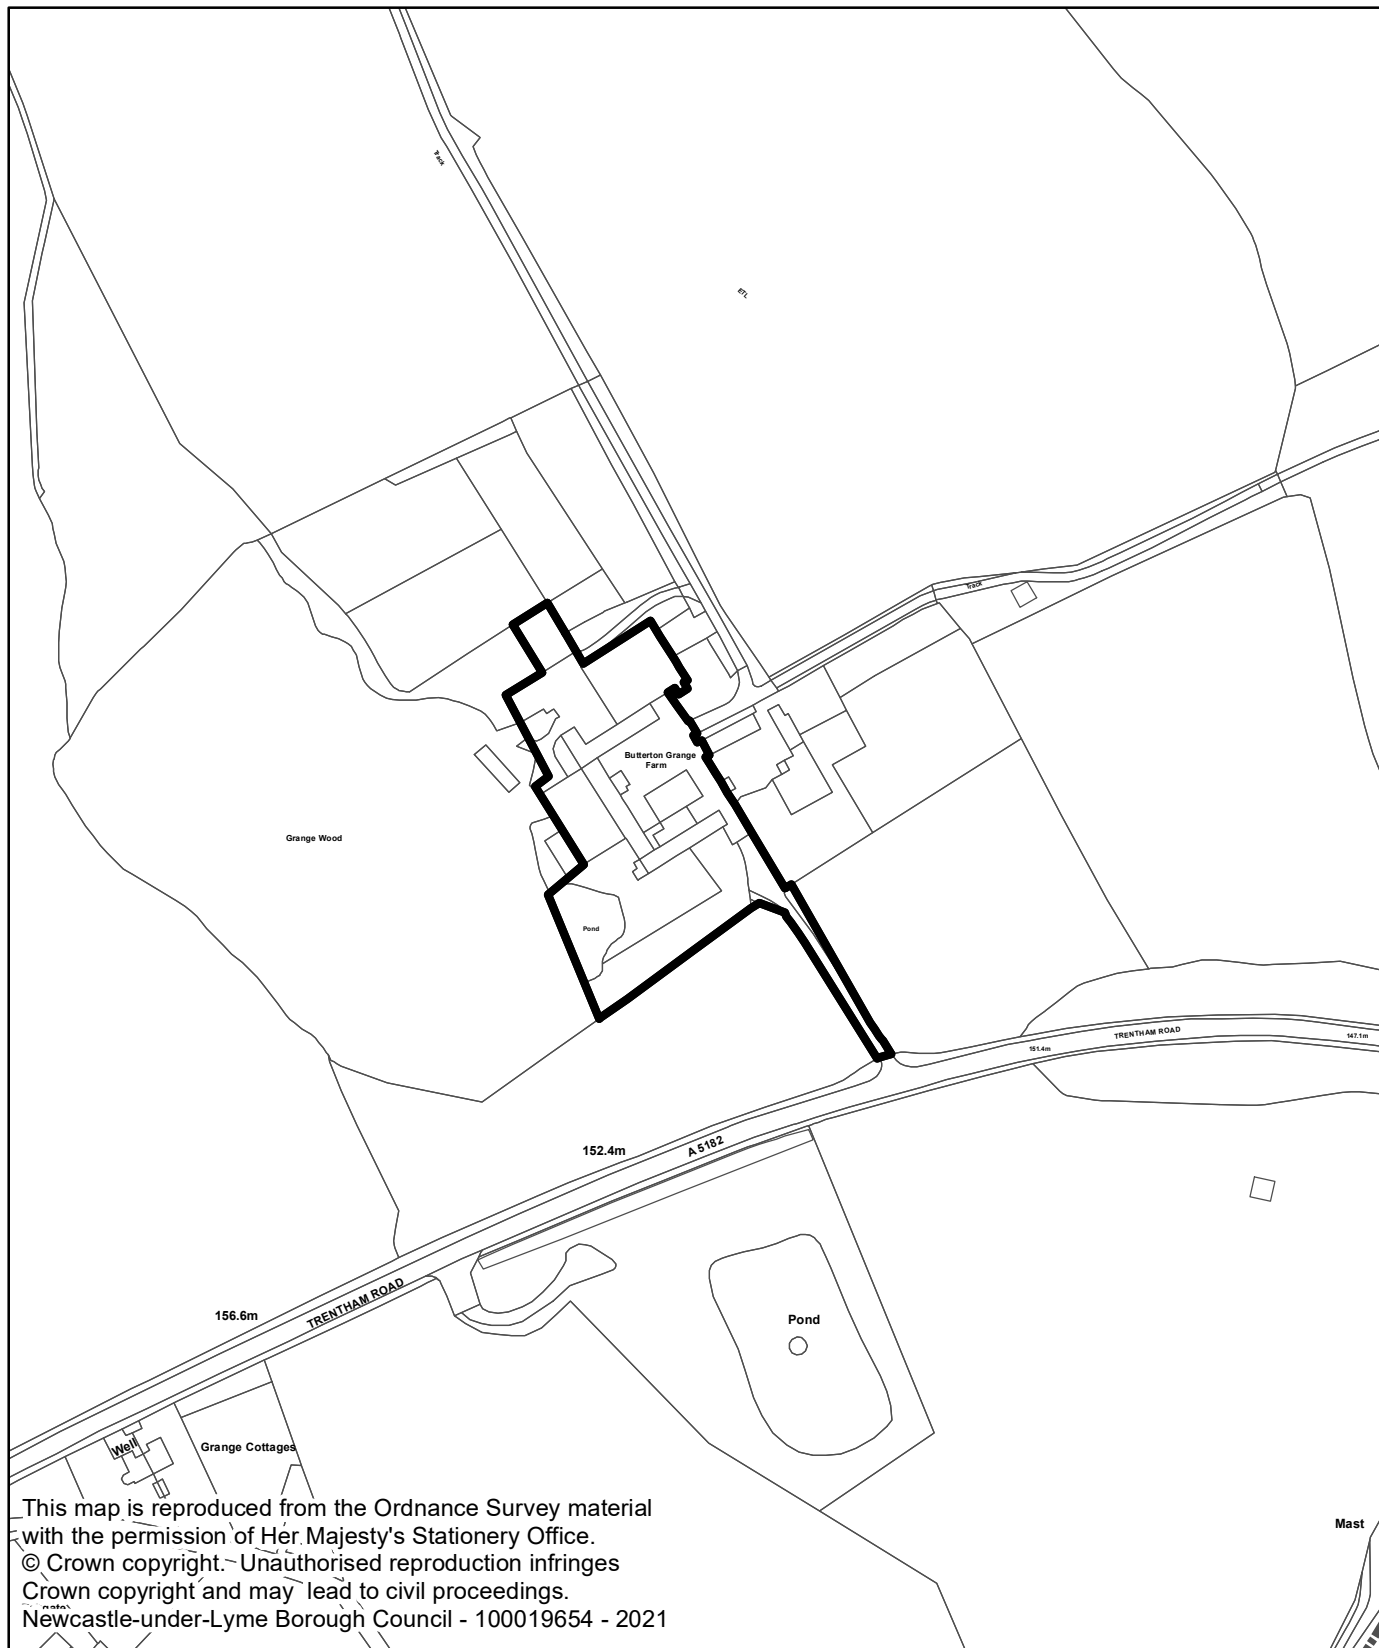 Track
ETL
Track
Butterton Grange
Farm
Grange Wood
Pond
TRENTHAM ROAD
147.1m
151.4m
152.4m
A 5182
156.6m
TRENTHAM ROAD
Pond
Well
Grange Cottages
Mast
This map is reproduced from the Ordnance Survey material
with the permission of Her Majesty's Stationery Office.
© Crown copyright. Unauthorised reproduction infringes
Crown copyright and may lead to civil proceedings.
Newcastle-under-Lyme Borough Council - 100019654 - 2021